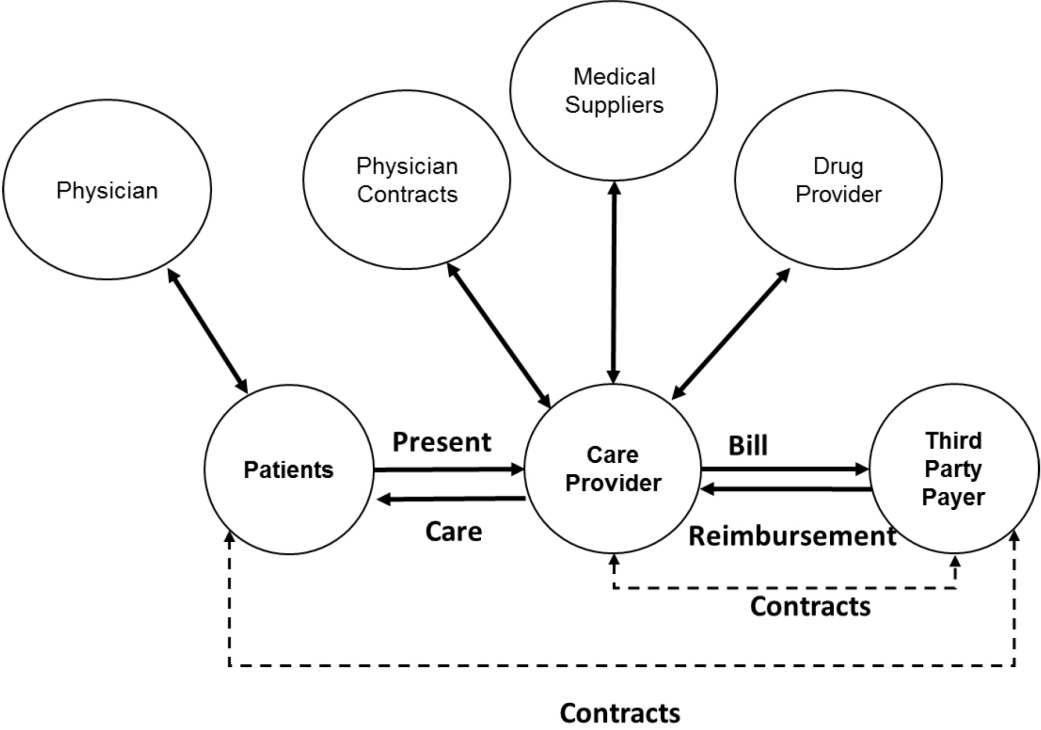 Medical
Suppliers
Physician
Physician
Contracts
Drug
Provider
Patients
Present
Care
Care
Provider
Bill
Reimbursement
Third
Party
Payer
Contracts
Contracts